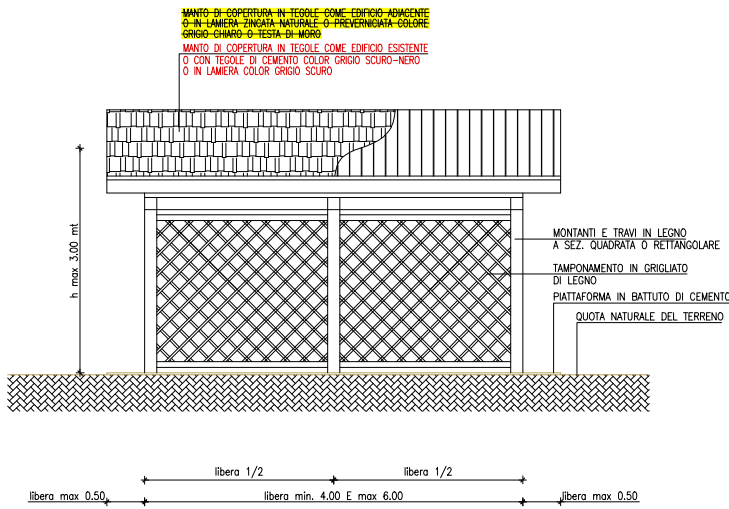 MANTO DI COPERTURA IN TEGOLE COME EDIFICIO ADIACENTE
O IN LAMIERA ZINCATA NATURALE O PREVERNICIATA COLORE
GRIGIO CHIARO O TESTA DI MORO
MANTO DI COPERTURA IN TEGOLE COME EDIFICIO ESISTENTE
O CON TEGOLE DI CEMENTO COLOR GRIGIO SCURO-NERO
O IN LAMIERA COLOR GRIGIO SCURO
h max 3.00 mt
MONTANTI E TRAVI IN LEGNO
A SEZ. QUADRATA O RETTANGOLARE
TAMPONAMENTO IN GRIGLIATO
DI LEGNO
PIATTAFORMA IN BATTUTO DI CEMENTO
QUOTA NATURALE DEL TERRENO
libera 1/2
libera 1/2
libera max 0.50
libera min. 4.00 E max 6.00
libera max 0.50